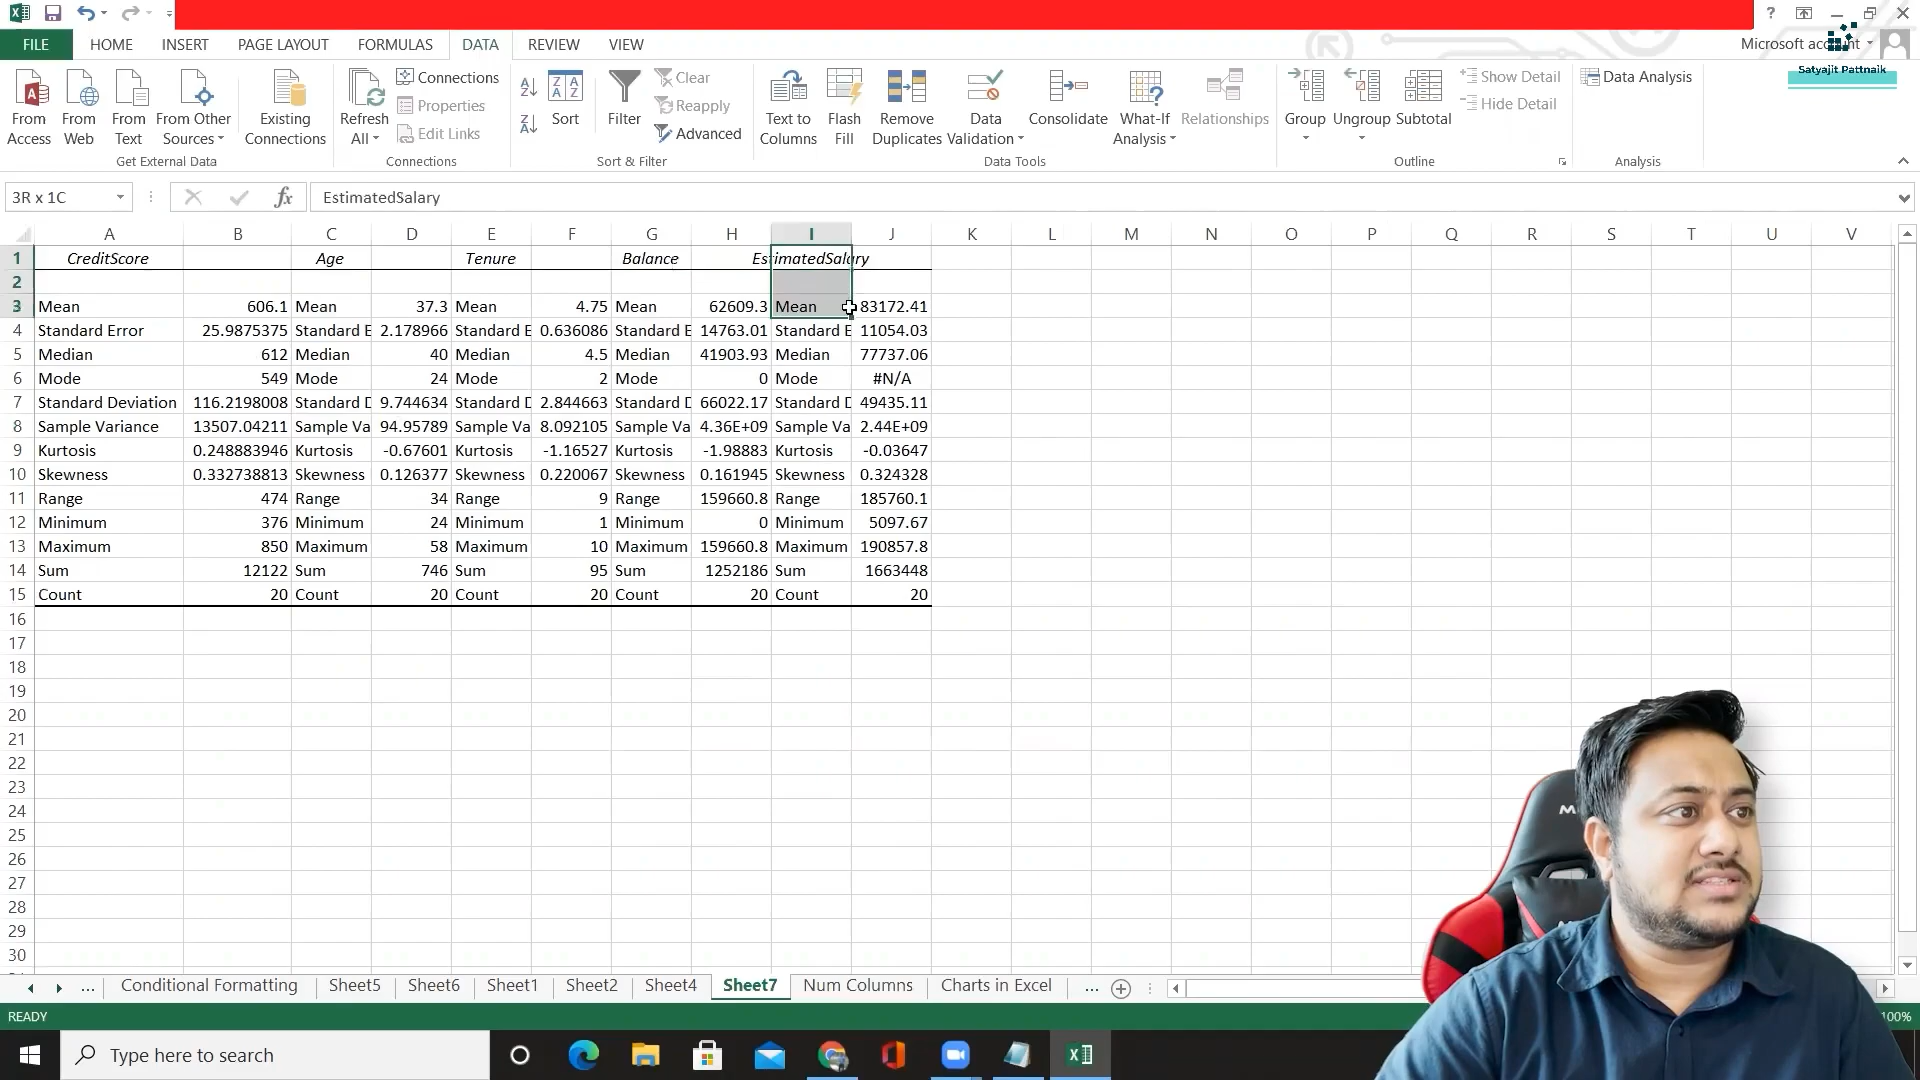 FILE HOME INSERT PAGE LAYOUT FORMULAS DATA REVIEW VIEW
Microsoft account
Satyajit Pattnaik
From Access
From Web
From Text
From Other Sources
Existing Connections
Get External Data
Refresh All
Connections
Properties
Edit Links
Connections
Sort
Filter
Clear
Reapply
Advanced
Sort & Filter
Text to Columns
Flash Fill
Remove Duplicates
Data Validation
Consolidate
What-If Analysis
Relationships
Data Tools
Group
Ungroup
Subtotal
Show Detail
Hide Detail
Outline
Data Analysis
Analysis
3R x 1C fx EstimatedSalary
A B C D E F G H I J K L M N O P Q R S T U V
1 CreditScore Age Tenure Balance EstimatedSalary
2
3 Mean 606.1 Mean 37.3 Mean 4.75 Mean 62609.3 Mean 83172.41
4 Standard Error 25.9875375 Standard E 2.178966 Standard E 0.636086 Standard E 14763.01 Standard E 11054.03
5 Median 612 Median 40 Median 4.5 Median 41903.93 Median 77737.06
6 Mode 549 Mode 24 Mode 2 Mode 0 Mode #N/A
7 Standard Deviation 116.2198008 Standard D 9.744634 Standard D 2.844663 Standard D 66022.17 Standard D 49435.11
8 Sample Variance 13507.04211 Sample Va 94.95789 Sample Va 8.092105 Sample Va 4.36E+09 Sample Va 2.44E+09
9 Kurtosis 0.248883946 Kurtosis -0.67601 Kurtosis -1.16527 Kurtosis -1.98883 Kurtosis -0.03647
10 Skewness 0.332738813 Skewness 0.126377 Skewness 0.220067 Skewness 0.161945 Skewness 0.324328
11 Range 474 Range 34 Range 9 Range 159660.8 Range 185760.1
12 Minimum 376 Minimum 24 Minimum 1 Minimum 0 Minimum 5097.67
13 Maximum 850 Maximum 58 Maximum 10 Maximum 159660.8 Maximum 190857.8
14 Sum 12122 Sum 746 Sum 95 Sum 1252186 Sum 1663448
15 Count 20 Count 20 Count 20 Count 20 Count 20
16
17
18
19
20
21
22
23
24
25
26
27
28
29
30
... Conditional Formatting Sheet5 Sheet6 Sheet1 Sheet2 Sheet4 Sheet7 Num Columns Charts in Excel ...
READY
100%
Type here to search